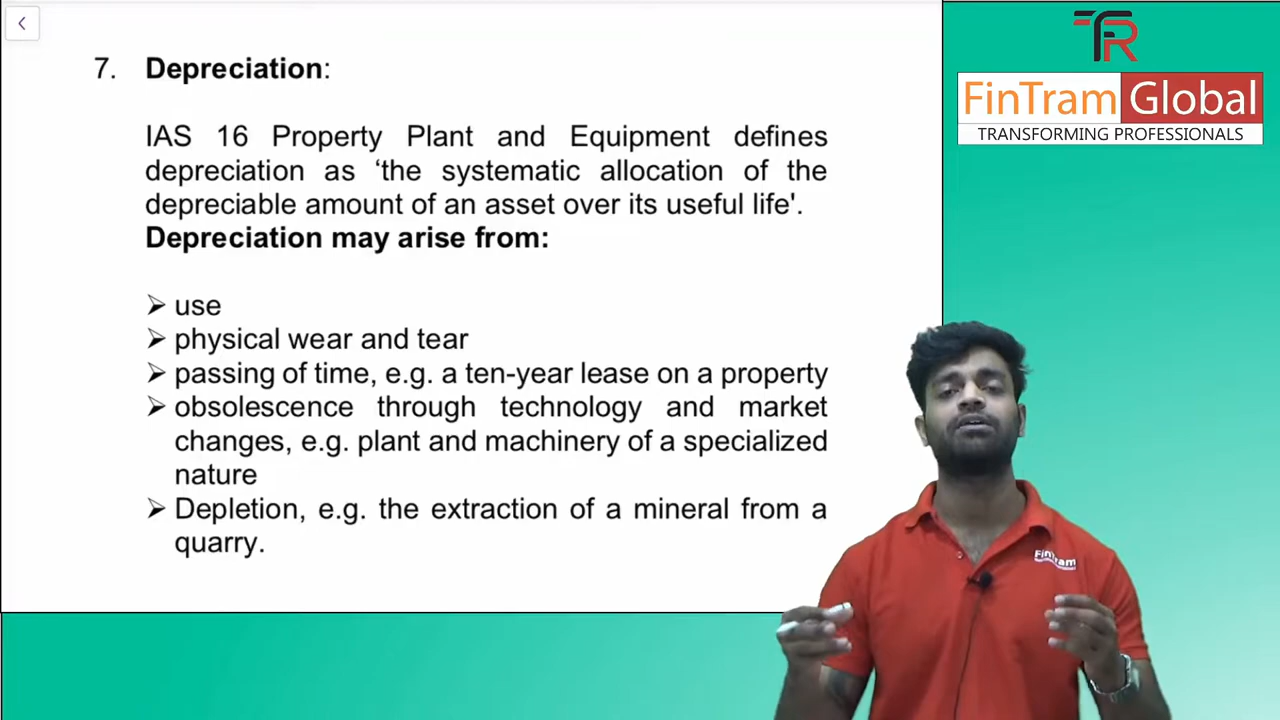 7. Depreciation:
IAS 16 Property Plant and Equipment defines
depreciation as ‘the systematic allocation of the
depreciable amount of an asset over its useful life'.
Depreciation may arise from:
➢ use
➢ physical wear and tear
➢ passing of time, e.g. a ten-year lease on a property
➢ obsolescence through technology and market
changes, e.g. plant and machinery of a specialized
nature
➢ Depletion, e.g. the extraction of a mineral from a
quarry.
FinTram Global
TRANSFORMING PROFESSIONALS
FinTram